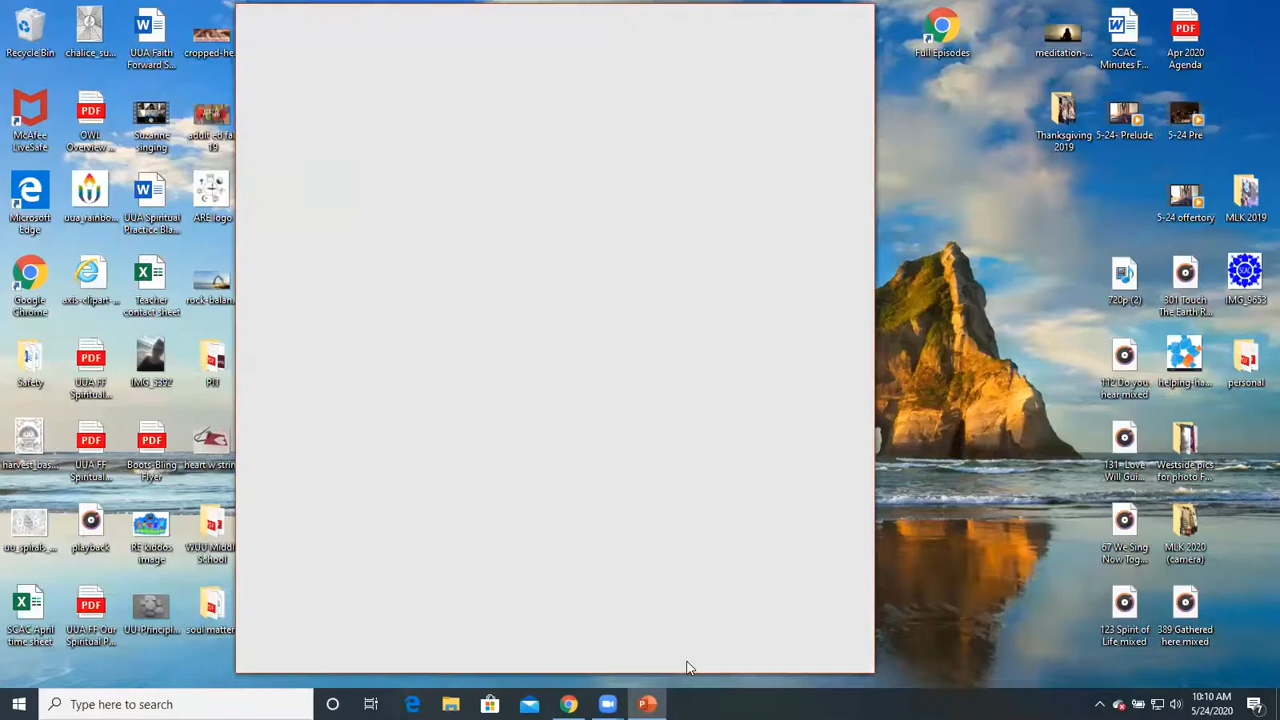 Recycle Bin
chalice_su...
UUA Faith
Forward S...
cropped-he...
Full Episodes
meditation-...
SCAC
Minutes F...
Apr 2020
Agenda
McAfee
LiveSafe
OWL
Overview ...
Suzanne
singing
adult ed fal...
19
Thanksgiving
2019
5-24- Prelude
5-24 Pre
Microsoft
Edge
uua_rainbo...
UUA Spiritual
Practice Bla...
ARE logo
5-24 offertory
MLK 2019
Google
Chrome
axis-clipart-...
Teacher
contact sheet
rock-balan...
720p (2)
301 Touch
The Earth R...
IMG_9653
Safety
UUA FF
Spiritual...
IMG_5392
PIT
112 Do you
hear mixed
helping-ha...
personal
harvest_bas...
UUA FF
Spiritual...
Boots-Bling
Flyer
heart w strin...
131- Love
Will Gui...
Westside pics
for photo F...
uu_spirals_...
playback
RE kiddos
image
WUU Middl...
School
67 We Sing
Now Tog...
MLK 2020
(camera)
SCAC April
time sheet
UUA FF Our
Spiritual P...
UU-Principl...
soul matter...
123 Spirit of
Life mixed
389 Gathered
here mixed
Type here to search
10:10 AM
5/24/2020